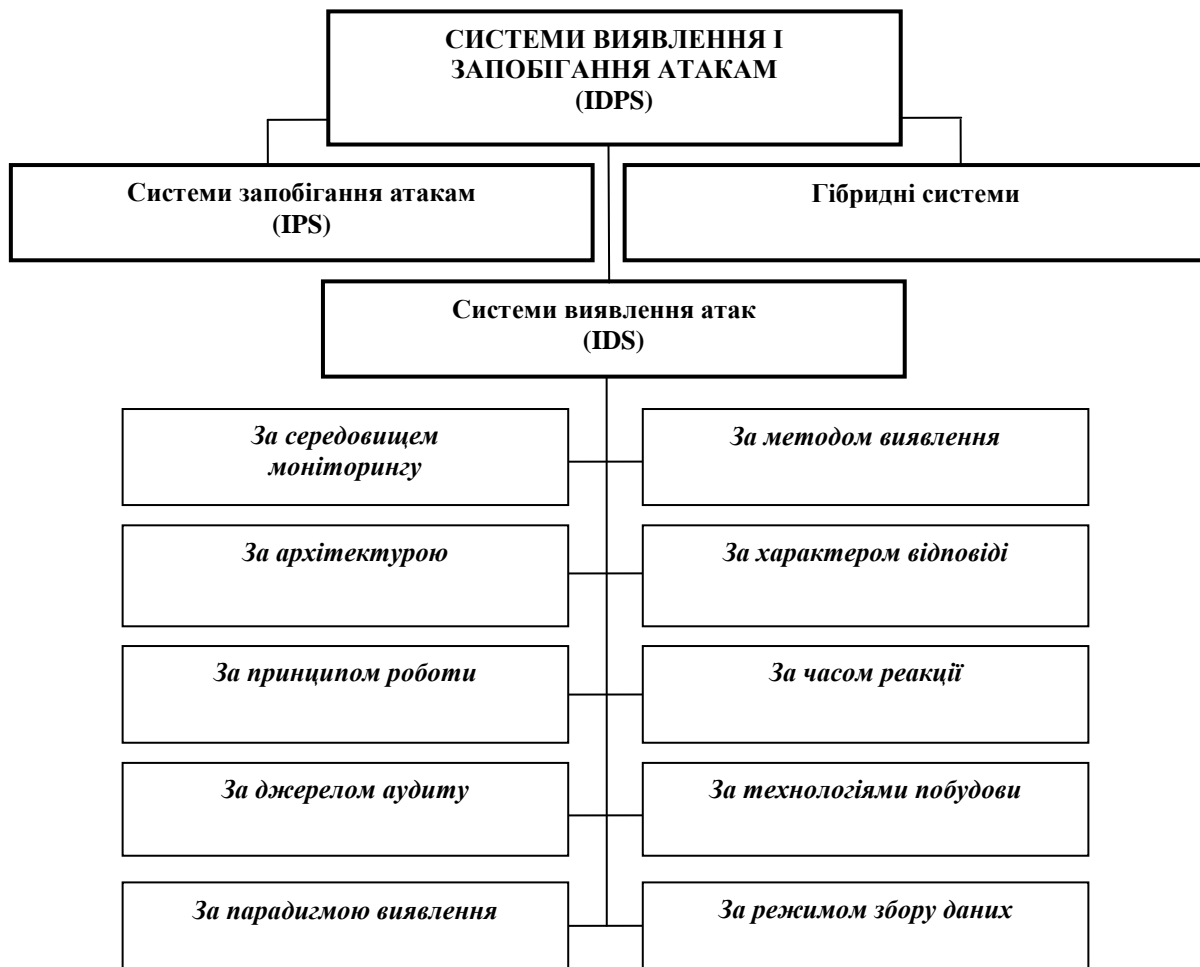 СИСТЕМИ ВИЯВЛЕННЯ І
ЗАПОБІГАННЯ АТАКАМ
(IDPS)
Системи запобігання атакам
(IPS)
Гібридні системи
Системи виявлення атак
(IDS)
За середовищем
моніторингу
За методом виявлення
За архітектурою
За характером відповіді
За принципом роботи
За часом реакції
За джерелом аудиту
За технологіями побудови
За парадигмою виявлення
За режимом збору даних